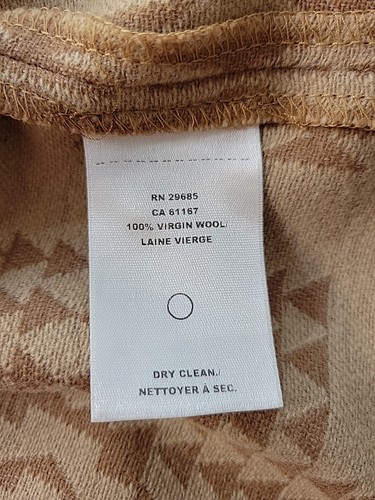 RN 29685
CA 61167
100% VIRGIN WOOL
LAINE VIERGE
DRY CLEAN.
NETTOYER À SEC.